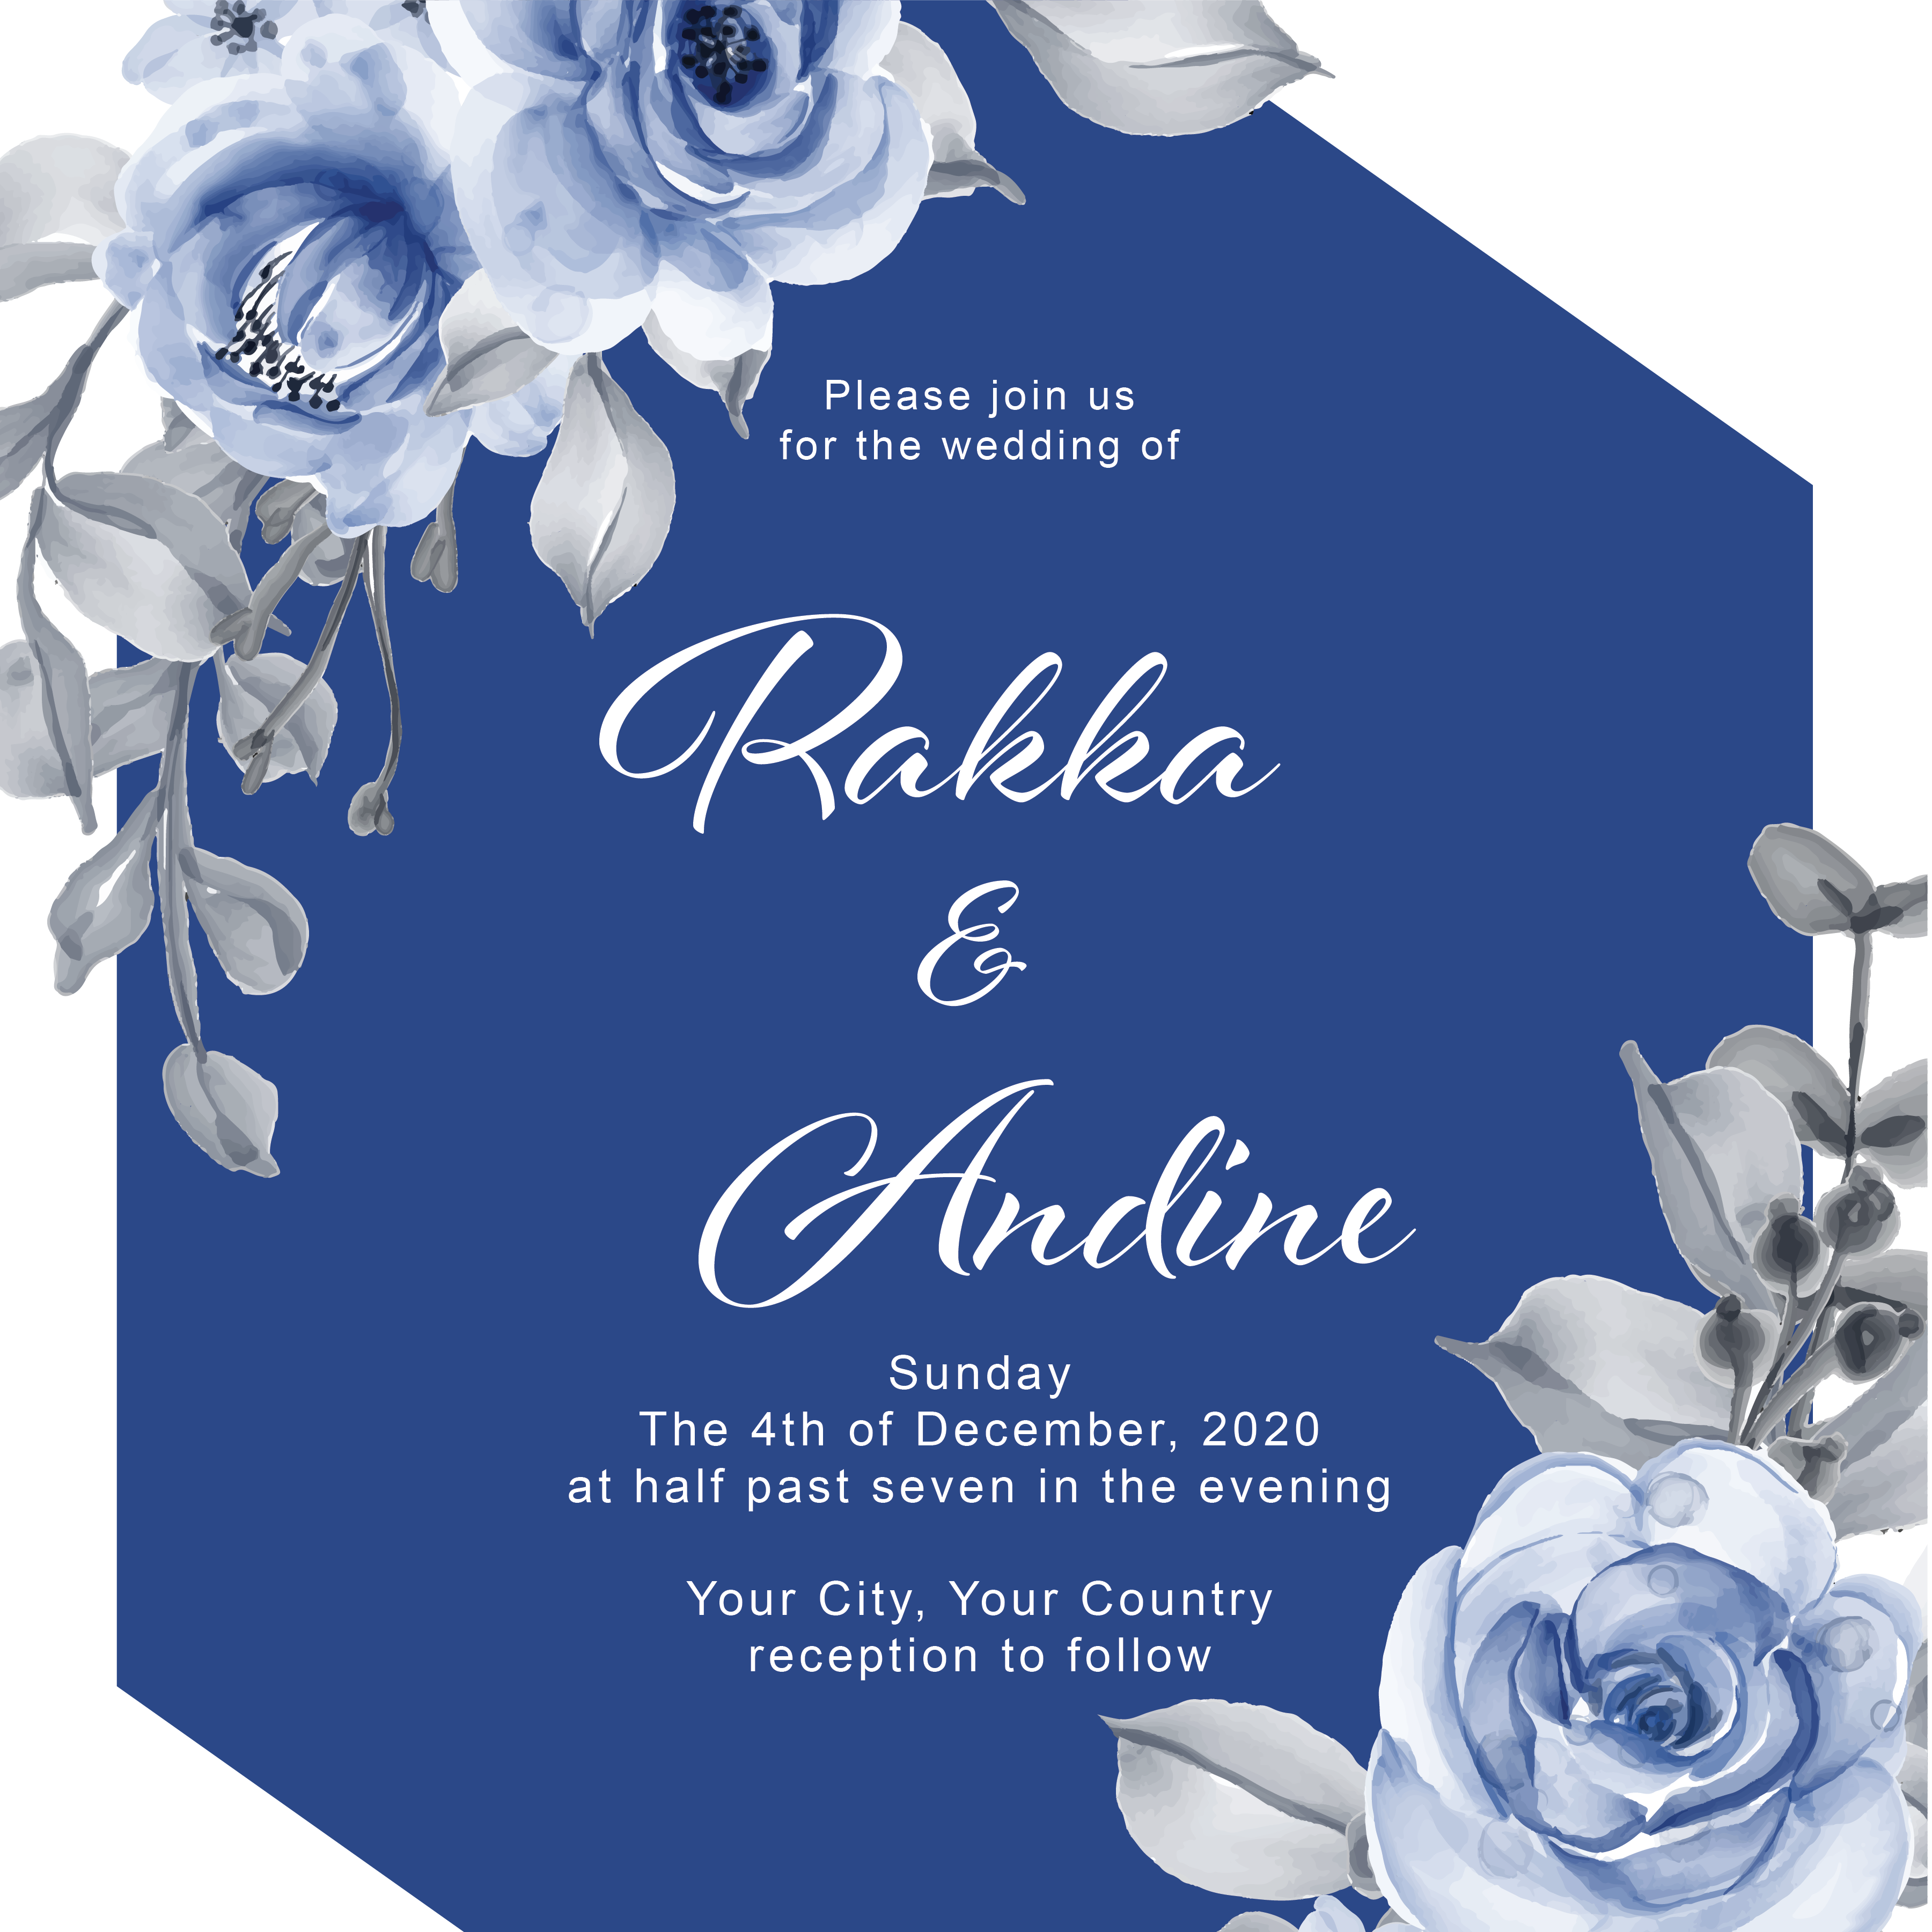 Please join us
for the wedding of
Rakka
&
Andine
Sunday
The 4th of December, 2020
at half past seven in the evening
Your City, Your Country
reception to follow